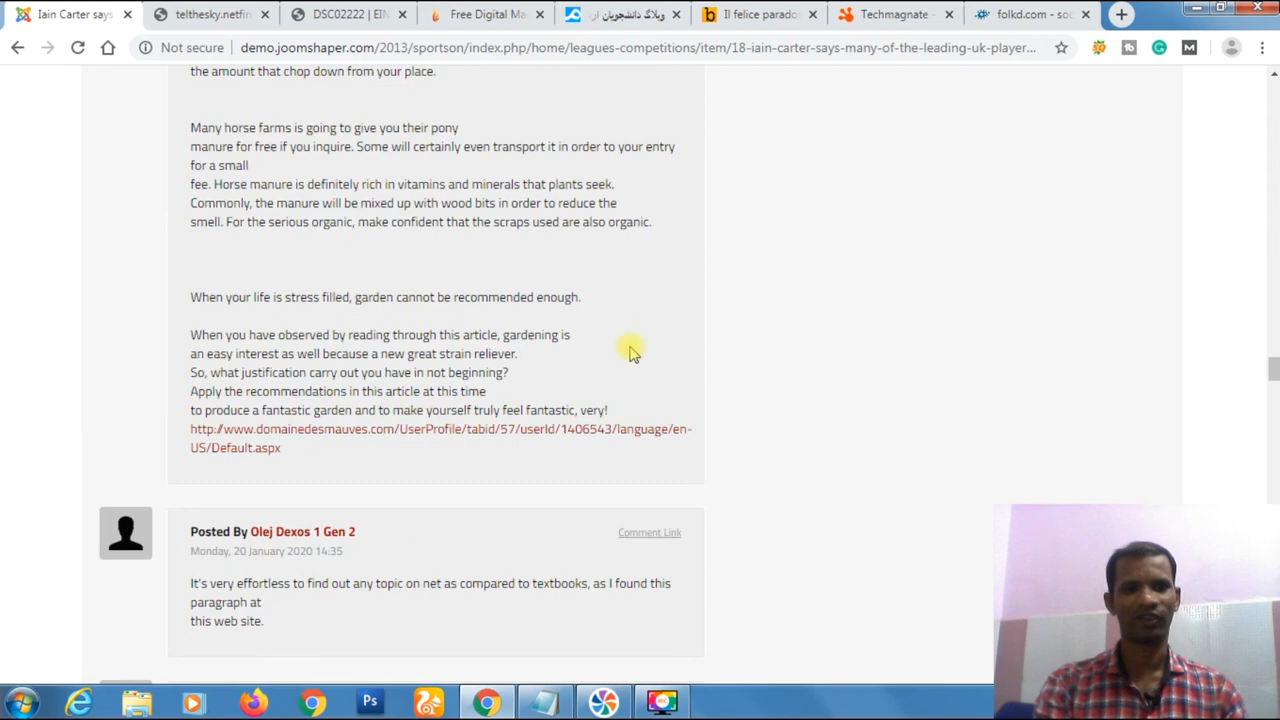 Iain Carter says
telthesky.netfin
DSC02222 | EIN
Free Digital Ma
وبلاگ دانشجویان ار
Il felice parado
Techmagnate -
folkd.com - soc
Not secure
demo.joomshaper.com/2013/sportson/index.php/home/leagues-competitions/item/18-iain-carter-says-many-of-the-leading-uk-player...
the amount that chop down from your place.
Many horse farms is going to give you their pony
manure for free if you inquire. Some will certainly even transport it in order to your entry
for a small
fee. Horse manure is definitely rich in vitamins and minerals that plants seek.
Commonly, the manure will be mixed up with wood bits in order to reduce the
smell. For the serious organic, make confident that the scraps used are also organic.
When your life is stress filled, garden cannot be recommended enough.
When you have observed by reading through this article, gardening is
an easy interest as well because a new great strain reliever.
So, what justification carry out you have in not beginning?
Apply the recommendations in this article at this time
to produce a fantastic garden and to make yourself truly feel fantastic, very!
http://www.domainedesmauves.com/UserProfile/tabid/57/userId/1406543/language/en-
US/Default.aspx
Posted By Olej Dexos 1 Gen 2
Comment Link
Monday, 20 January 2020 14:35
It's very effortless to find out any topic on net as compared to textbooks, as I found this
paragraph at
this web site.
Ps